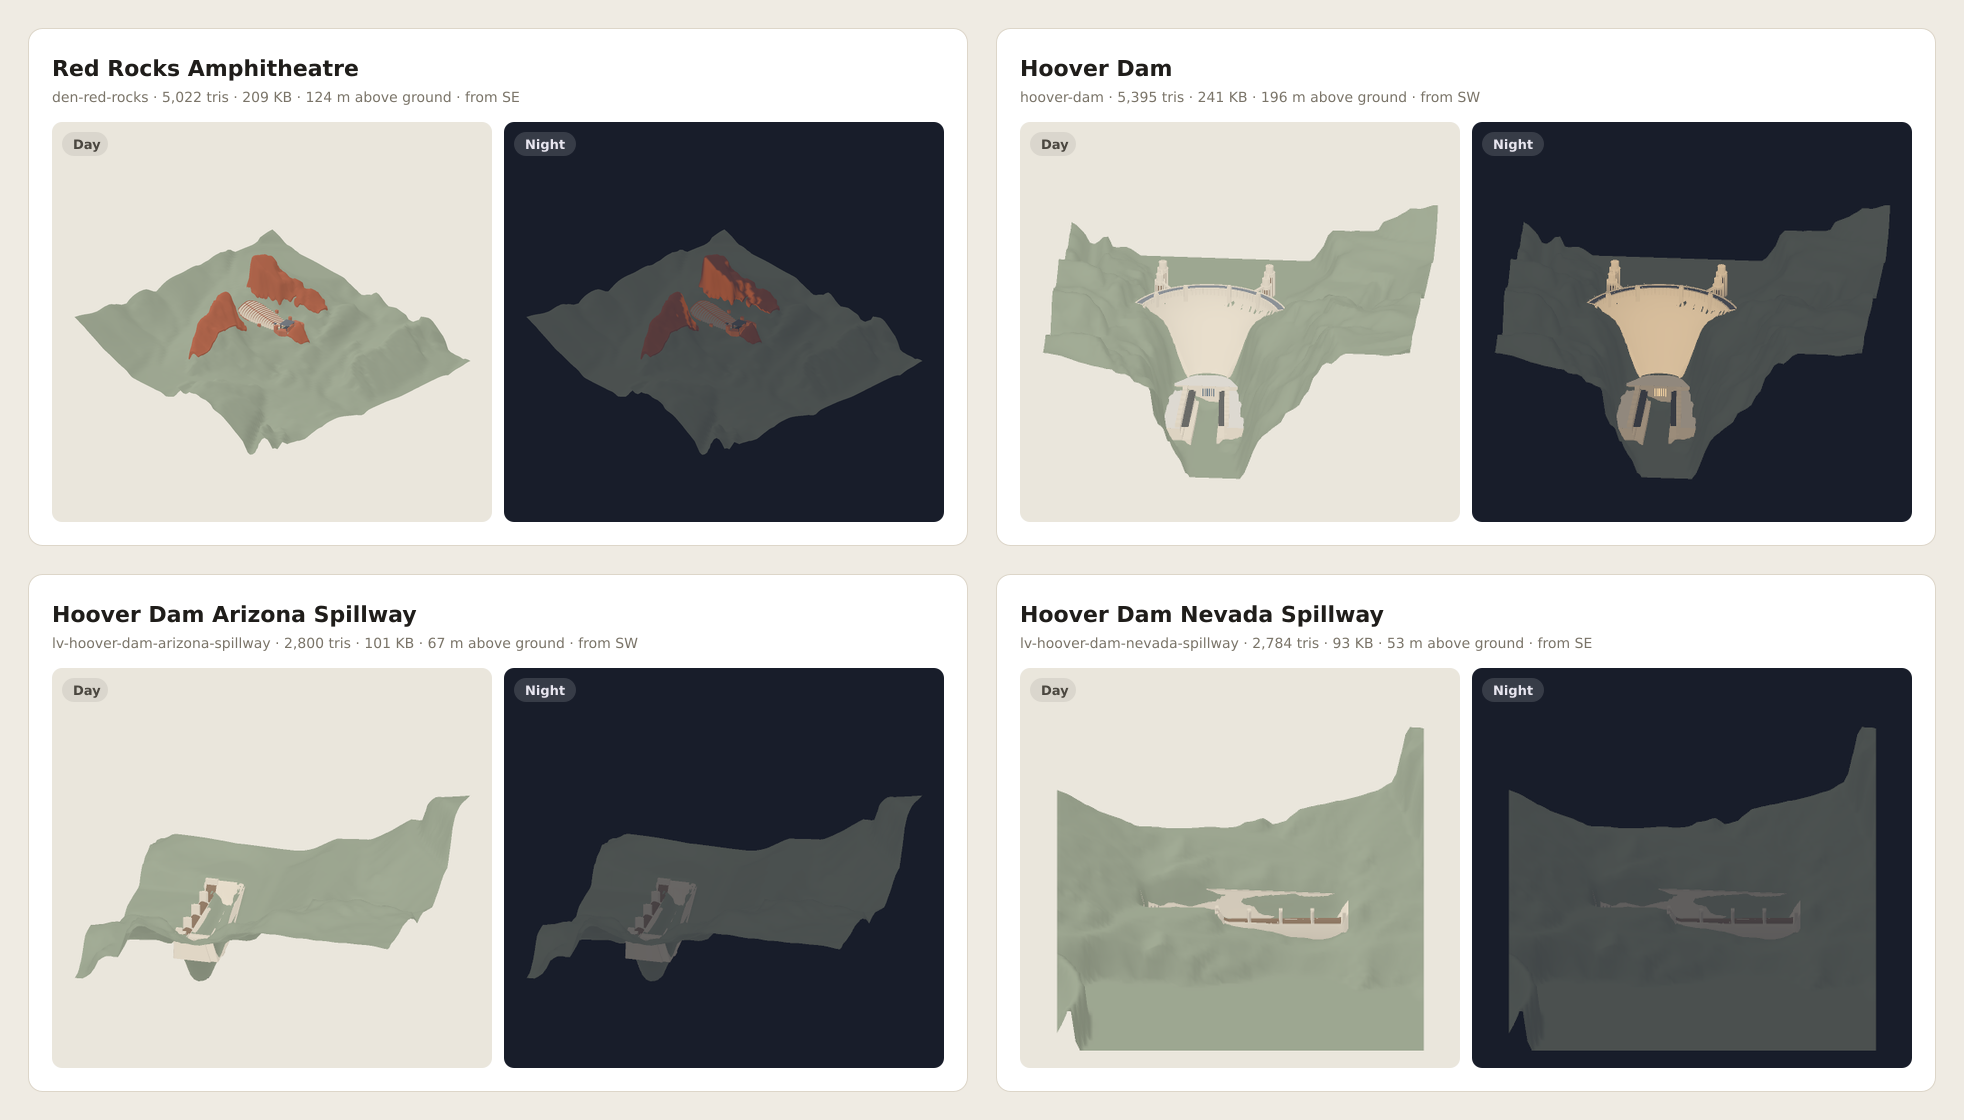 Red Rocks Amphitheatre
den-red-rocks · 5,022 tris · 209 KB · 124 m above ground · from SE
Day
Night
Hoover Dam
hoover-dam · 5,395 tris · 241 KB · 196 m above ground · from SW
Day
Night
Hoover Dam Arizona Spillway
lv-hoover-dam-arizona-spillway · 2,800 tris · 101 KB · 67 m above ground · from SW
Day
Night
Hoover Dam Nevada Spillway
lv-hoover-dam-nevada-spillway · 2,784 tris · 93 KB · 53 m above ground · from SE
Day
Night